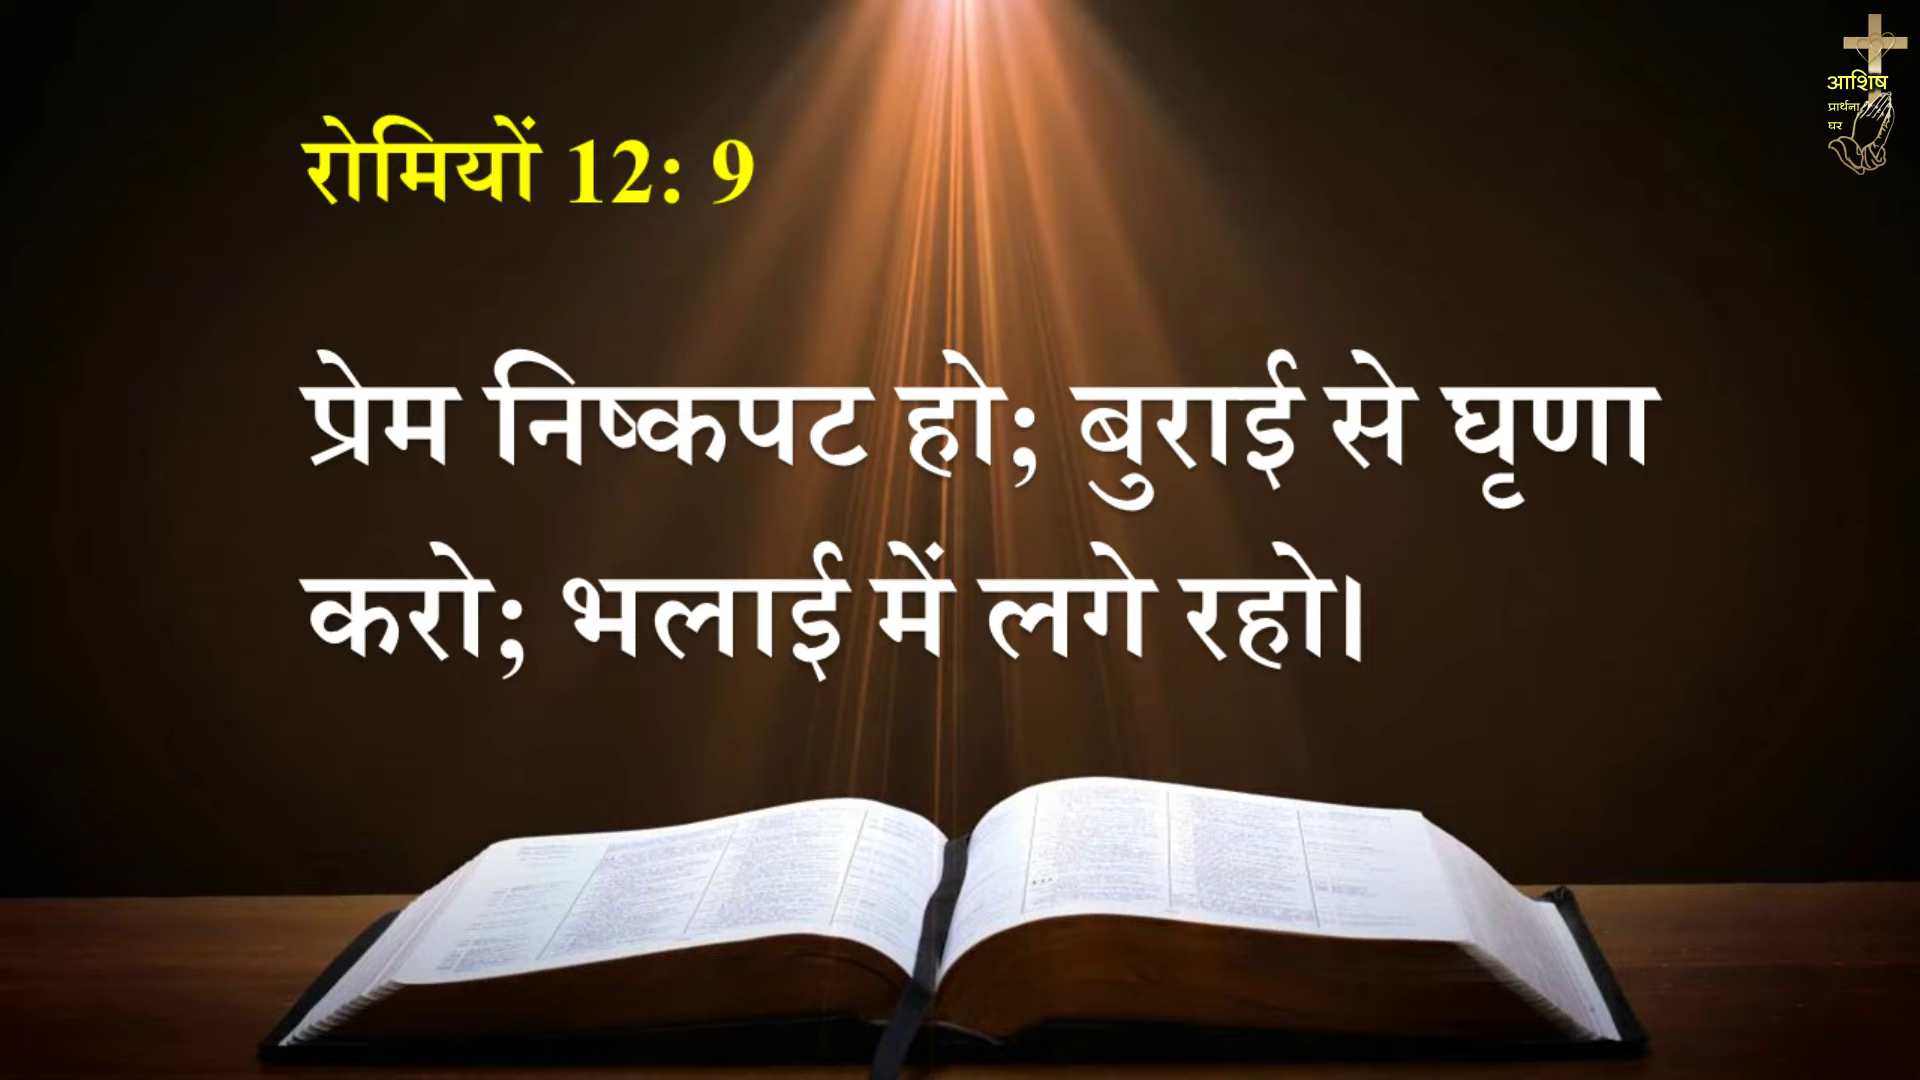 रोमियों 12: 9
प्रेम निष्कपट हो; बुराई से घृणा
करो; भलाई में लगे रहो।
आशिष
प्रार्थना
घर